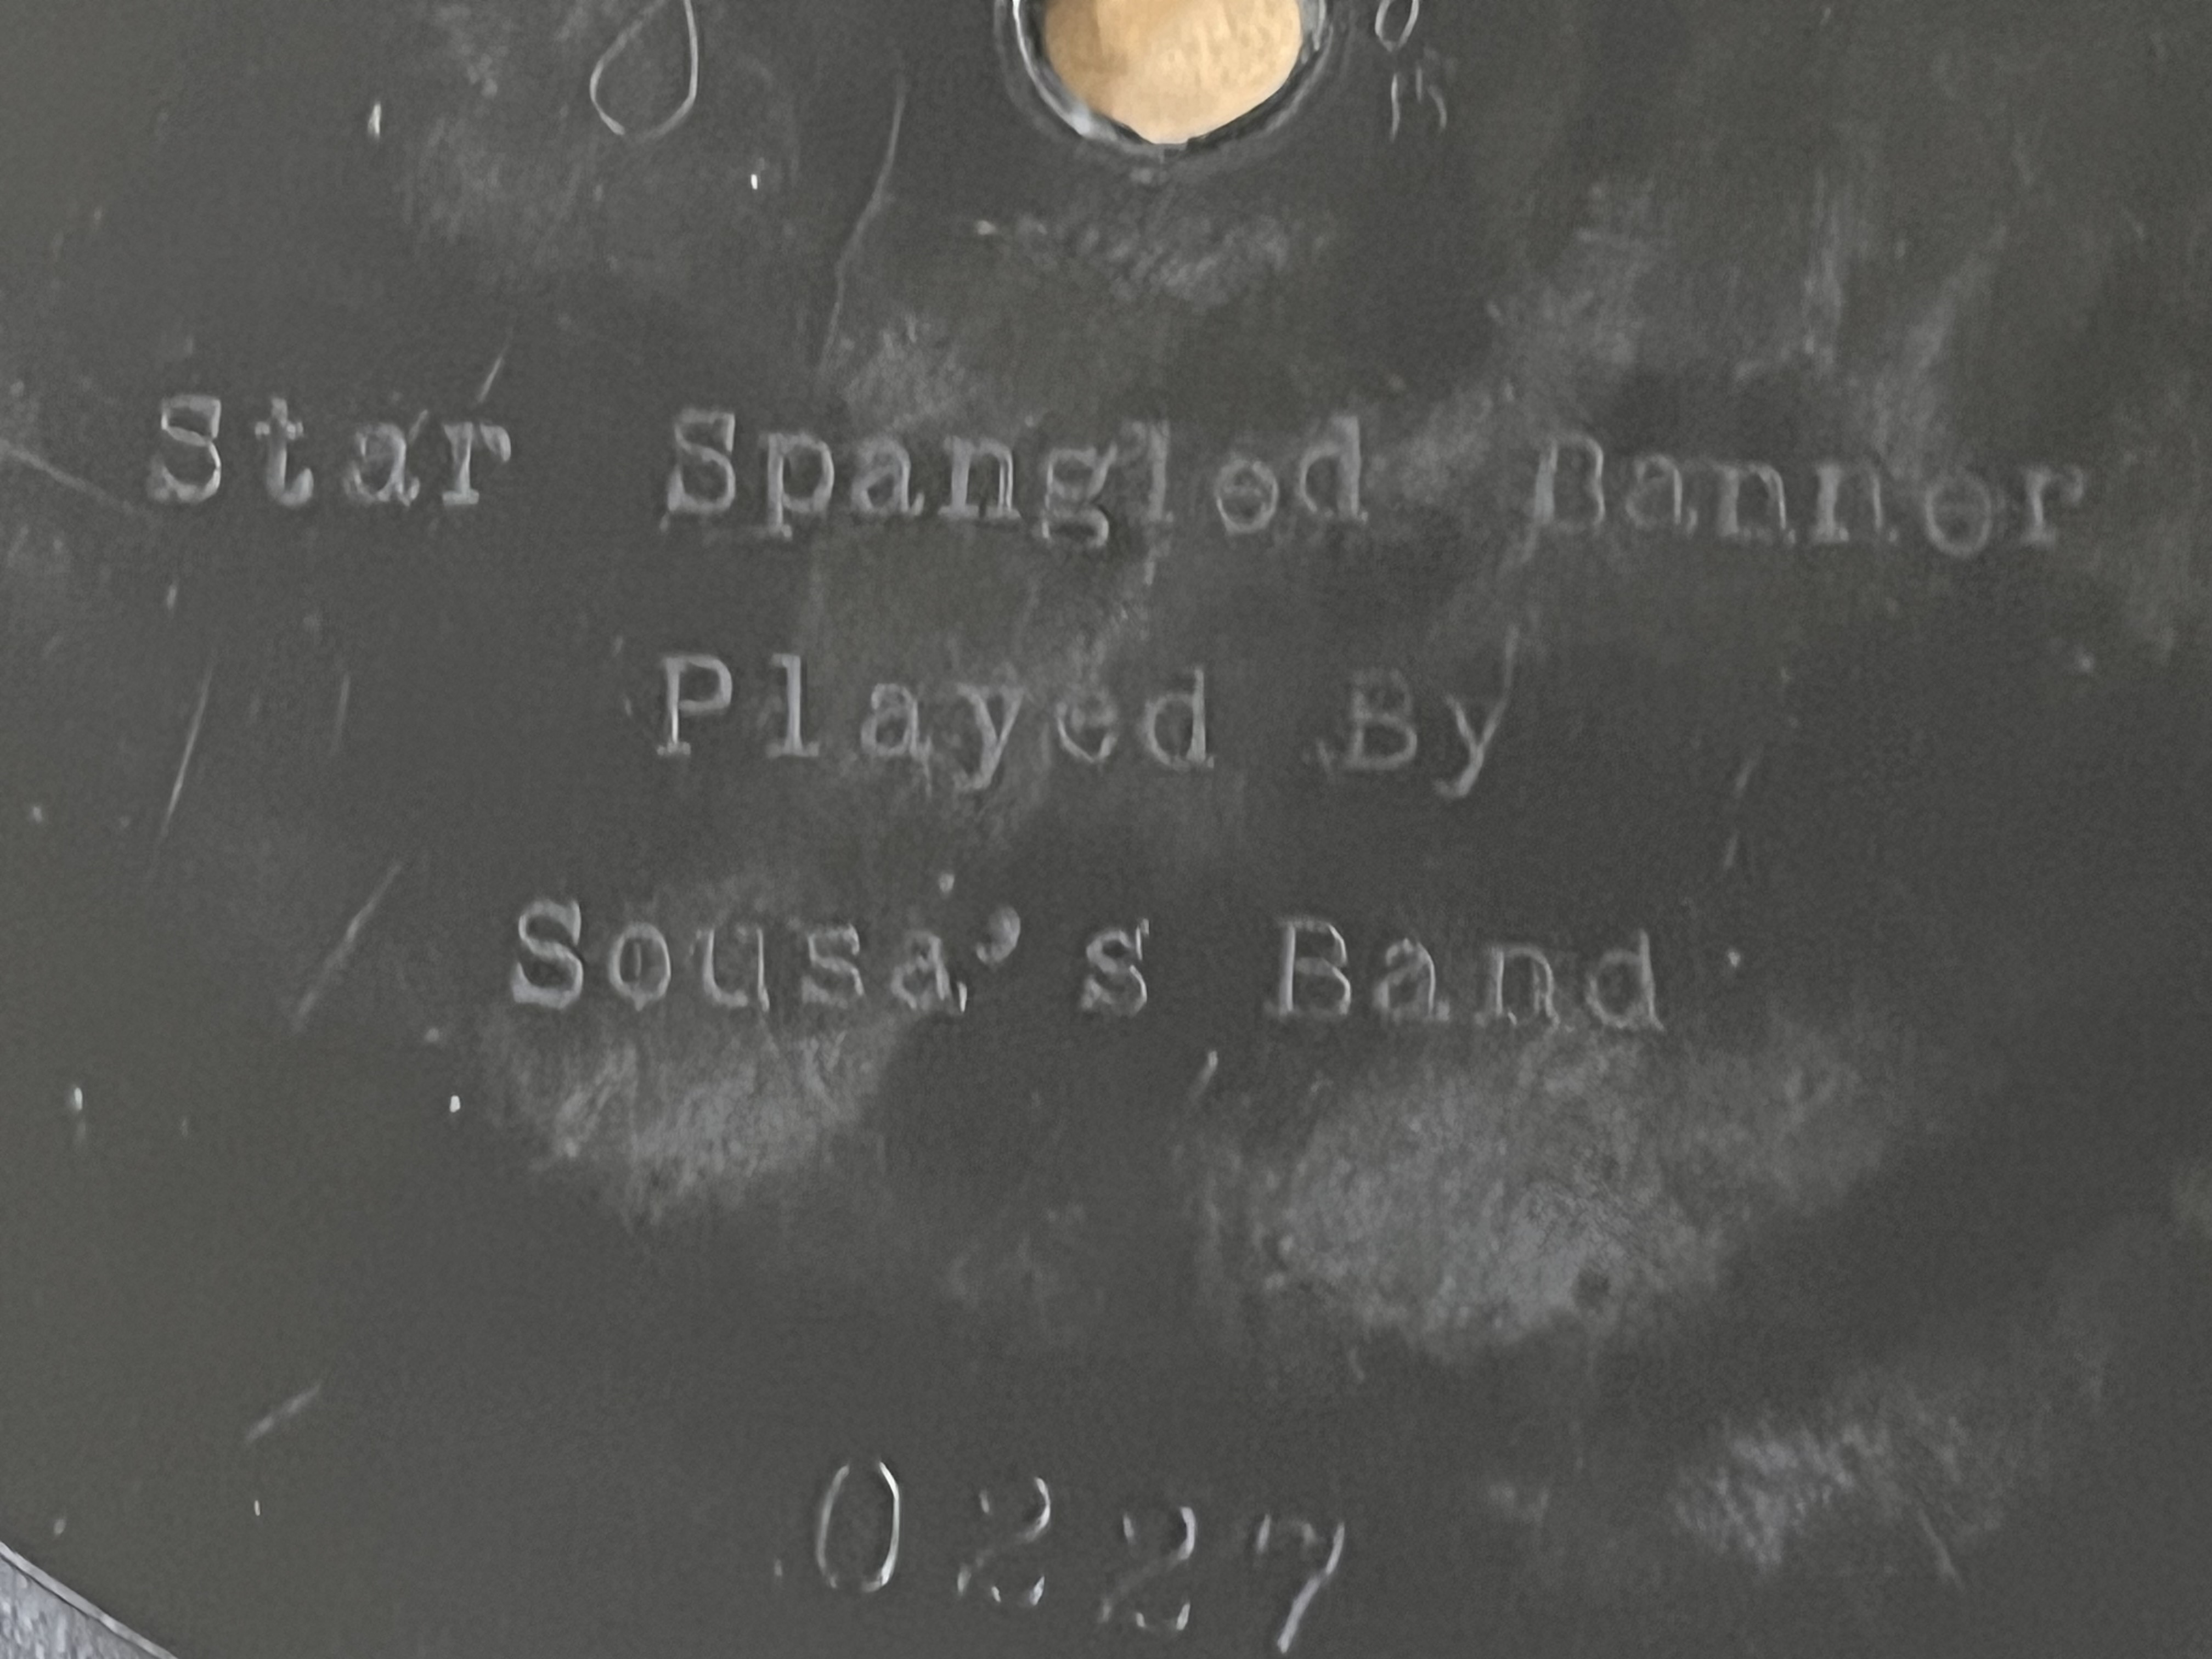 Star Spangled Banner
Played By
Sousa's Band
0227